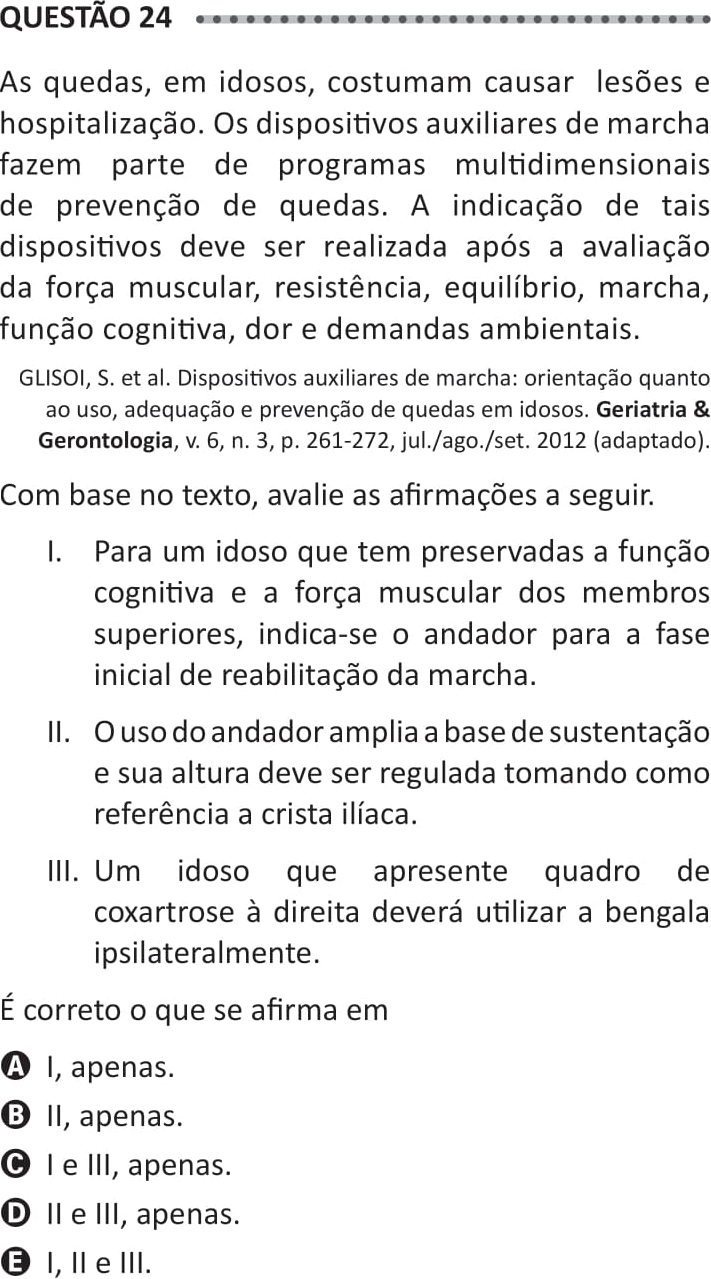 QUESTÃO 24
As quedas, em idosos, costumam causar lesões e
hospitalização. Os dispositivos auxiliares de marcha
fazem parte de programas multidimensionais
de prevenção de quedas. A indicação de tais
dispositivos deve ser realizada após a avaliação
da força muscular, resistência, equilíbrio, marcha,
função cognitiva, dor e demandas ambientais.
GLISOI, S. et al. Dispositivos auxiliares de marcha: orientação quanto
ao uso, adequação e prevenção de quedas em idosos. Geriatria &
Gerontologia, v. 6, n. 3, p. 261-272, jul./ago./set. 2012 (adaptado).
Com base no texto, avalie as afirmações a seguir.
I. Para um idoso que tem preservadas a função
cognitiva e a força muscular dos membros
superiores, indica-se o andador para a fase
inicial de reabilitação da marcha.
II. O uso do andador amplia a base de sustentação
e sua altura deve ser regulada tomando como
referência a crista ilíaca.
III. Um idoso que apresente quadro de
coxartrose à direita deverá utilizar a bengala
ipsilateralmente.
É correto o que se afirma em
A I, apenas.
B II, apenas.
C I e III, apenas.
D II e III, apenas.
E I, II e III.